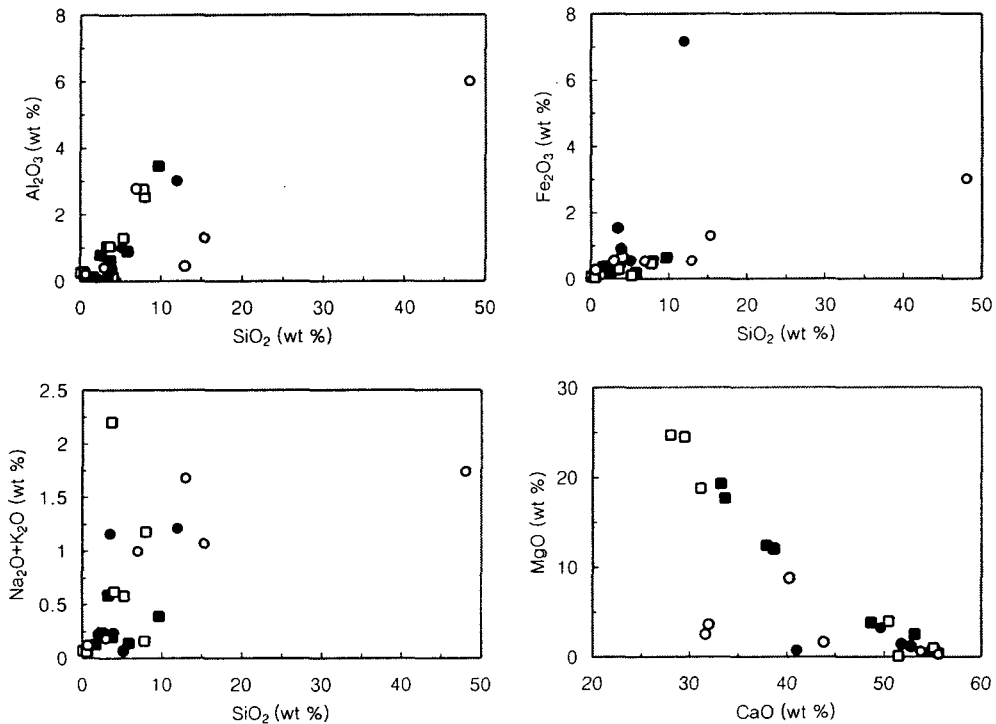 8
6
4
2
0
Al₂O₃ (wt %)
0 10 20 30 40 50
SiO₂ (wt %)
8
6
4
2
0
Fe₂O₃ (wt %)
0 10 20 30 40 50
SiO₂ (wt %)
2.5
2
1.5
1
0.5
0
Na₂O+K₂O (wt %)
0 10 20 30 40 50
SiO₂ (wt %)
30
20
10
0
MgO (wt %)
20 30 40 50 60
CaO (wt %)